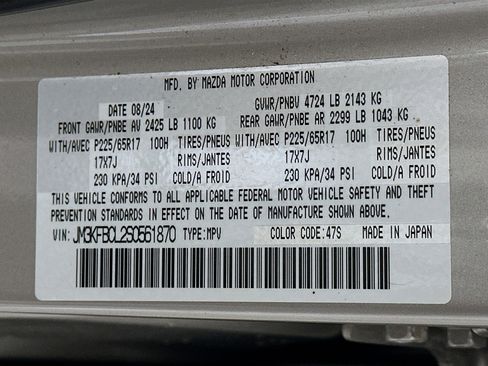 MFD. BY MAZDA MOTOR CORPORATION
DATE 08/24 GVWR/PNBV 4724 LB 2143 KG
FRONT GAWR/PNBE AV 2425 LB 1100 KG REAR GAWR/PNBE AR 2299 LB 1043 KG
WITH/AVEC P225/65R17 100H TIRES/PNEUS WITH/AVEC P225/65R17 100H TIRES/PNEUS
17X7J RIMS/JANTES 17X7J RIMS/JANTES
230 KPA/34 PSI COLD/A FROID 230 KPA/34 PSI COLD/A FROID
THIS VEHICLE CONFORMS TO ALL APPLICABLE FEDERAL MOTOR VEHICLE SAFETY AND THEFT
PREVENTION STANDARDS IN EFFECT ON THE DATE OF MANUFACTURE SHOWN ABOVE.
VIN: JM3KFBCL2S0561870 TYPE:MPV COLOR CODE:47S MADE IN JAPAN